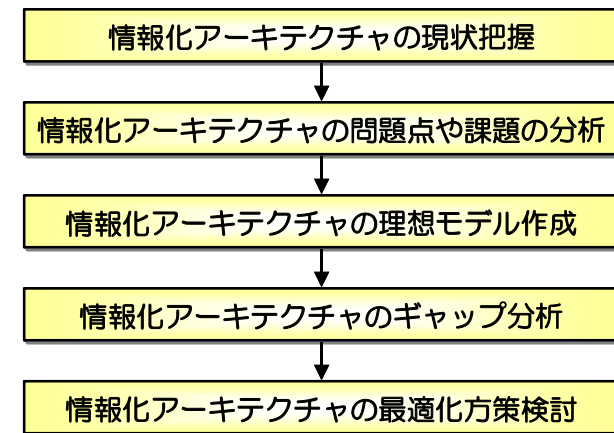 情報化アーキテクチャの現状把握
情報化アーキテクチャの問題点や課題の分析
情報化アーキテクチャの理想モデル作成
情報化アーキテクチャのギャップ分析
情報化アーキテクチャの最適化方策検討